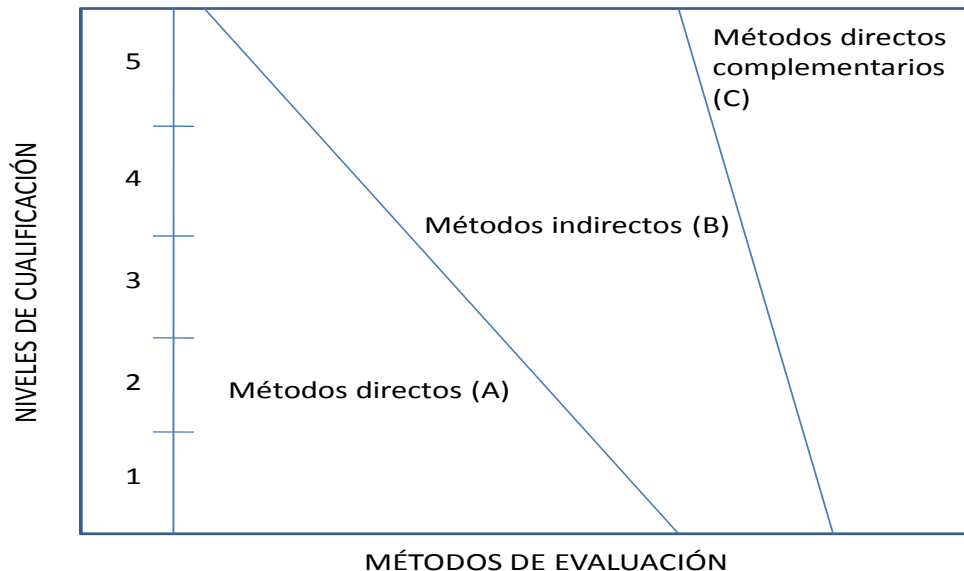 NIVELES DE CUALIFICACIÓN
5
4
3
2
1
Métodos directos (A)
Métodos indirectos (B)
Métodos directos
complementarios
(C)
MÉTODOS DE EVALUACIÓN